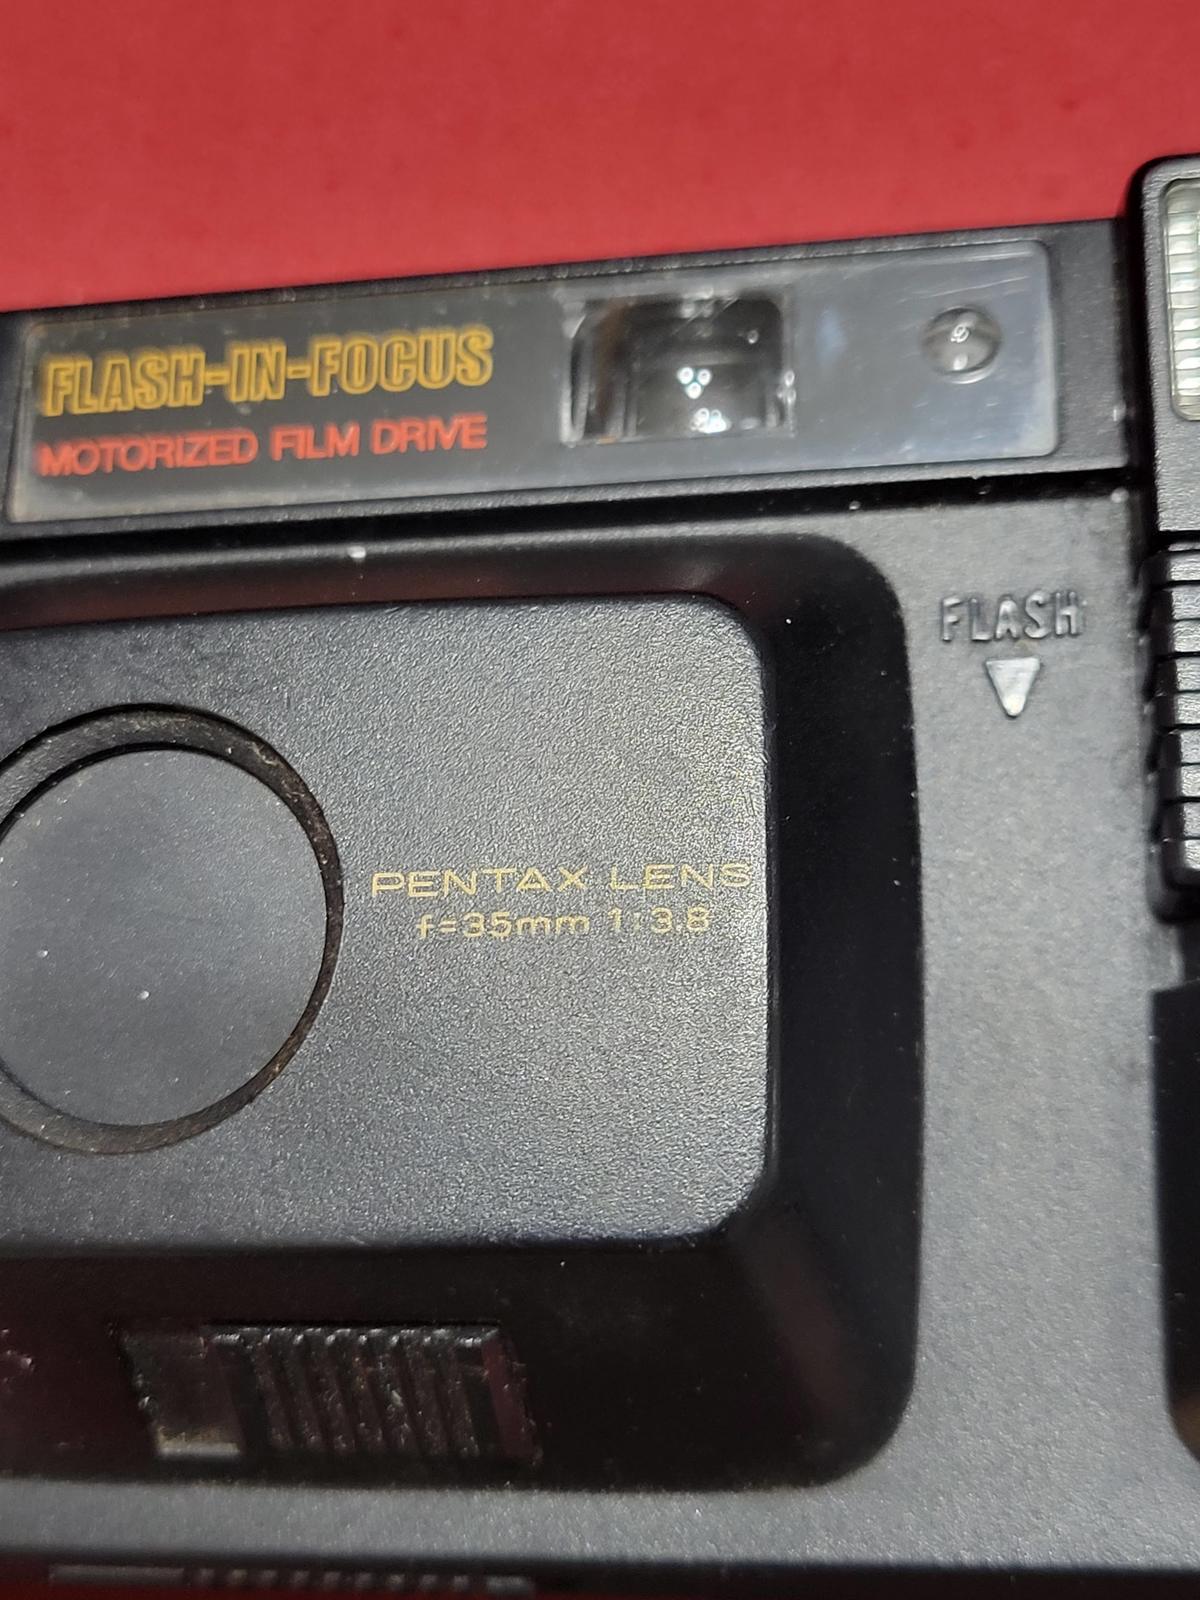 FLASH-IN-FOCUS
MOTORIZED FILM DRIVE
FLASH
PENTAX LENS
f=35mm 1:3.8